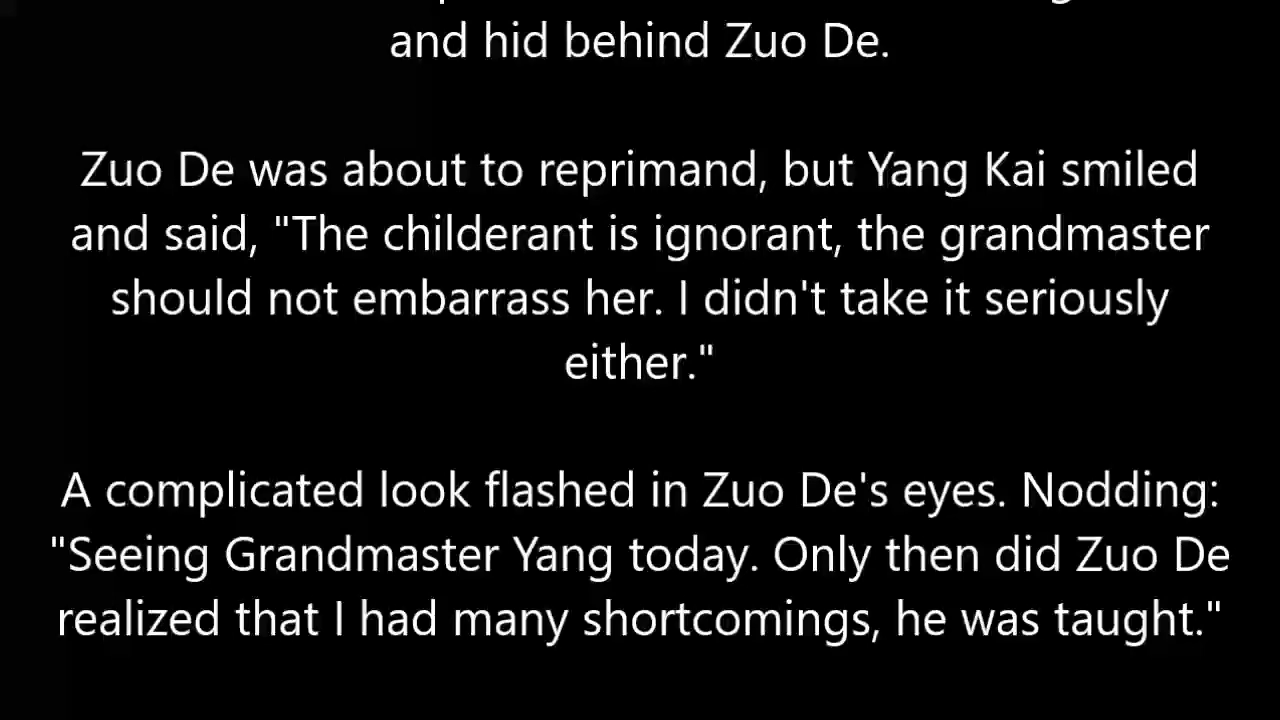 and hid behind Zuo De.
Zuo De was about to reprimand, but Yang Kai smiled
and said, "The childerant is ignorant, the grandmaster
should not embarrass her. I didn't take it seriously
either."
A complicated look flashed in Zuo De's eyes. Nodding:
"Seeing Grandmaster Yang today. Only then did Zuo De
realized that I had many shortcomings, he was taught."